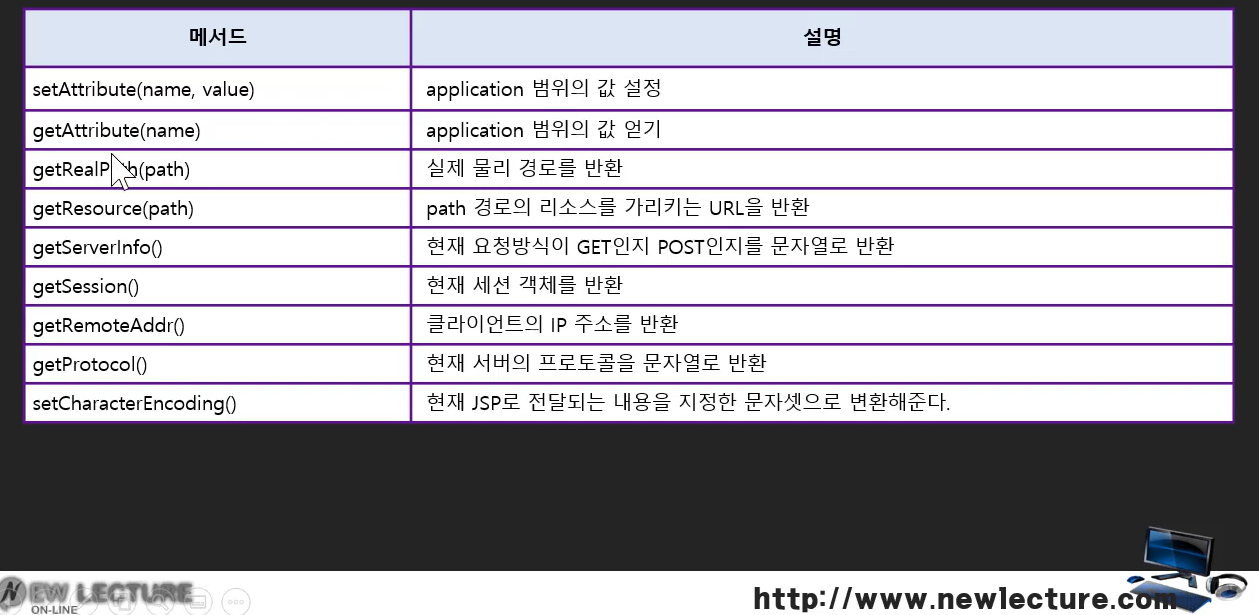 메서드 설명
setAttribute(name, value) application 범위의 값 설정
getAttribute(name) application 범위의 값 얻기
getRealPath(path) 실제 물리 경로를 반환
getResource(path) path 경로의 리소스를 가리키는 URL을 반환
getServerInfo() 현재 요청방식이 GET인지 POST인지를 문자열로 반환
getSession() 현재 세션 객체를 반환
getRemoteAddr() 클라이언트의 IP 주소를 반환
getProtocol() 현재 서버의 프로토콜을 문자열로 반환
setCharacterEncoding() 현재 JSP로 전달되는 내용을 지정한 문자셋으로 변환해준다.
NEW LECTURE
ON-LINE
http://www.newlecture.com